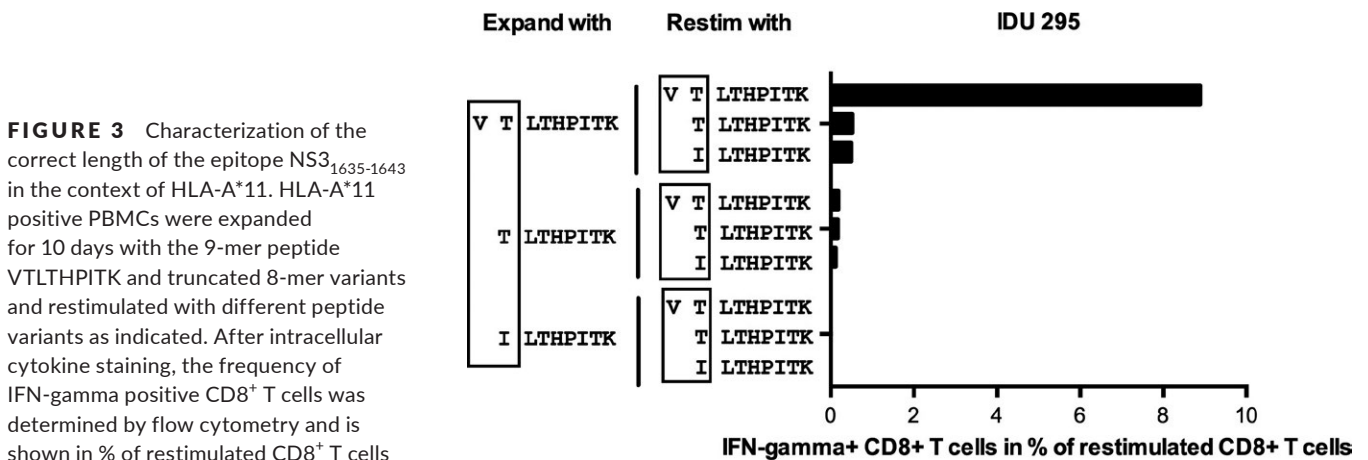 FIGURE 3 Characterization of the
correct length of the epitope NS3₁₆₃₅₋₁₆₄₃
in the context of HLA-A*11. HLA-A*11
positive PBMCs were expanded
for 10 days with the 9-mer peptide
VTLTHPITK and truncated 8-mer variants
and restimulated with different peptide
variants as indicated. After intracellular
cytokine staining, the frequency of
IFN-gamma positive CD8⁺ T cells was
determined by flow cytometry and is
shown in % of restimulated CD8⁺ T cells
Expand with Restim with IDU 295
V T LTHPITK
V T LTHPITK
T LTHPITK
I LTHPITK
T LTHPITK
V T LTHPITK
T LTHPITK
I LTHPITK
I LTHPITK
V T LTHPITK
T LTHPITK
I LTHPITK
0 2 4 6 8 10
IFN-gamma+ CD8+ T cells in % of restimulated CD8+ T cells